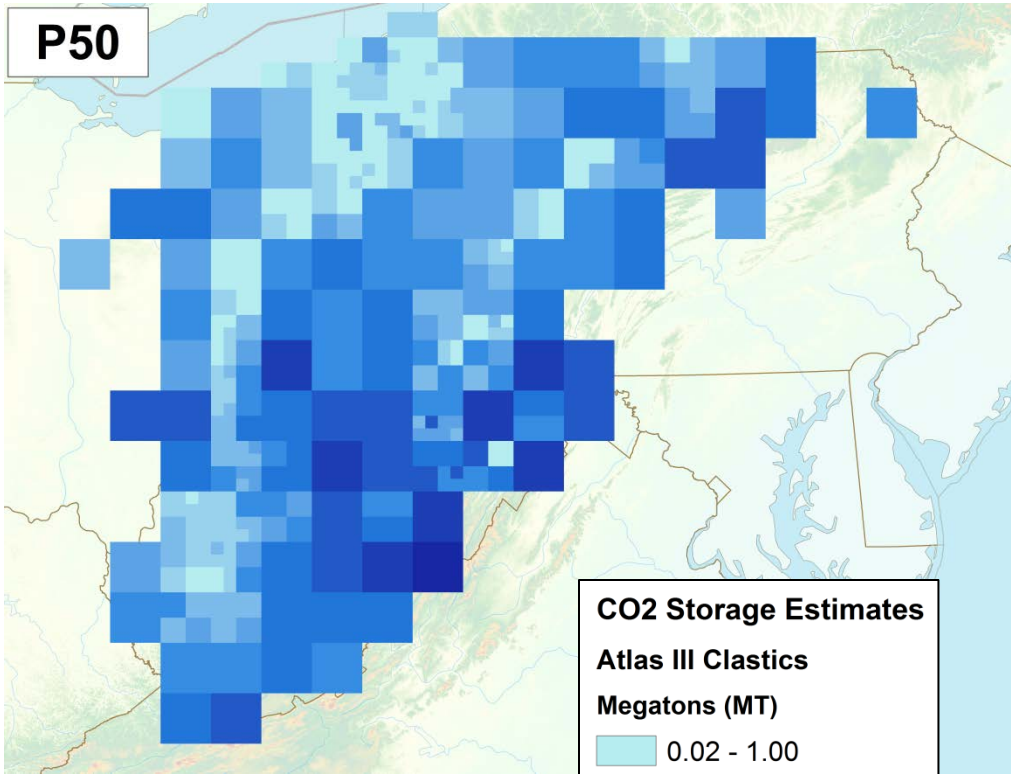 P50
CO2 Storage Estimates
Atlas III Clastics
Megatons (MT)
0.02 - 1.00